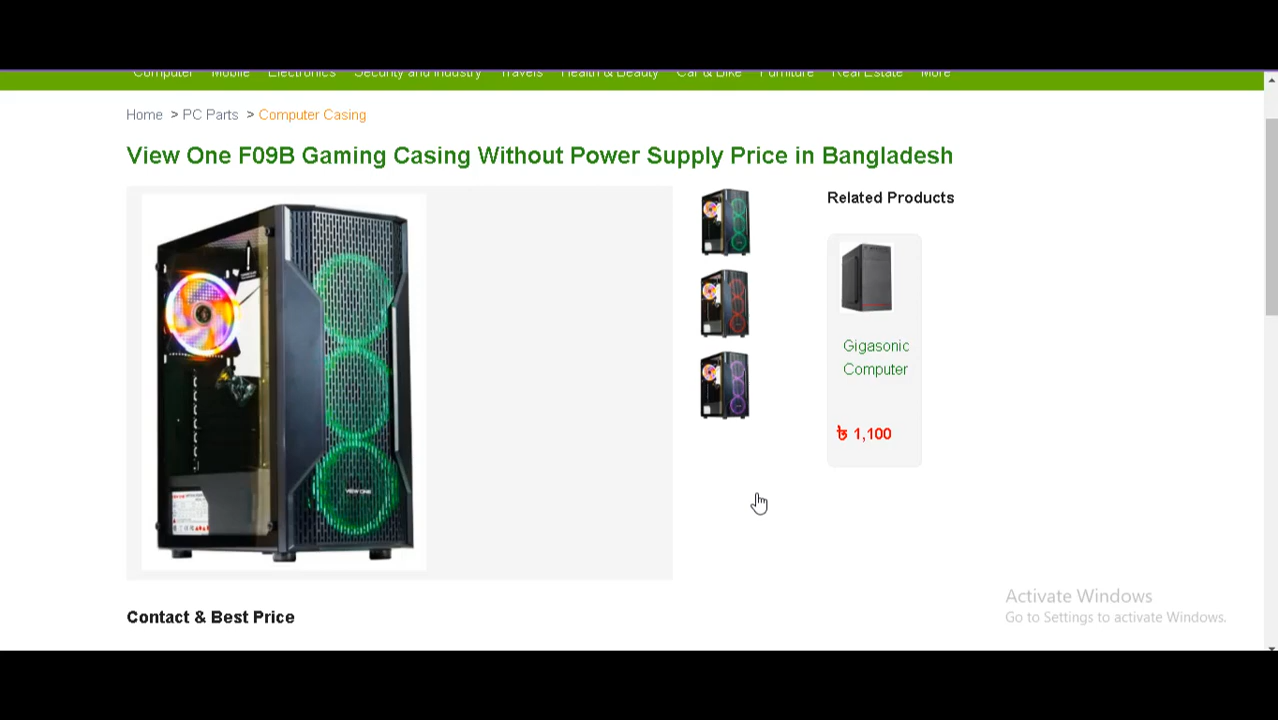 Computer Mobile Electronics Security and Industry Travels Health & Beauty Car & Bike Furniture Real Estate More
Home > PC Parts > Computer Casing
View One F09B Gaming Casing Without Power Supply Price in Bangladesh
VIEW ONE
Related Products
Gigasonic
Computer
৳ 1,100
Contact & Best Price
Activate Windows
Go to Settings to activate Windows.